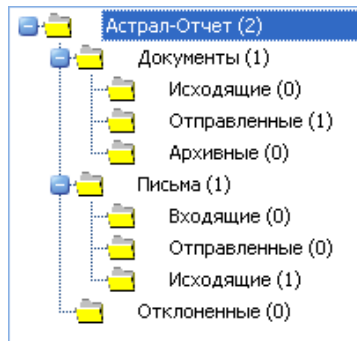 Астрал-Отчет (2)
Документы (1)
Исходящие (0)
Отправленные (1)
Архивные (0)
Письма (1)
Входящие (0)
Отправленные (0)
Исходящие (1)
Отклоненные (0)